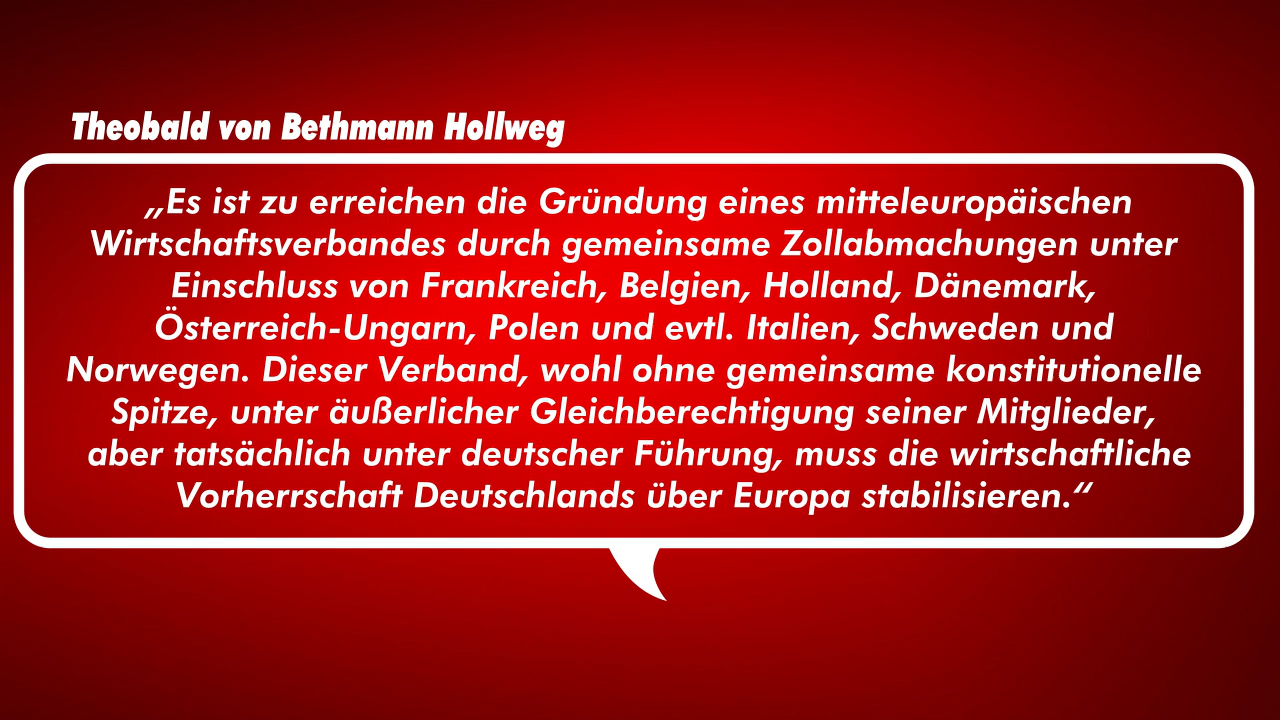 Theobald von Bethmann Hollweg
„Es ist zu erreichen die Gründung eines mitteleuropäischen
Wirtschaftsverbandes durch gemeinsame Zollabmachungen unter
Einschluss von Frankreich, Belgien, Holland, Dänemark,
Österreich-Ungarn, Polen und evtl. Italien, Schweden und
Norwegen. Dieser Verband, wohl ohne gemeinsame konstitutionelle
Spitze, unter äußerlicher Gleichberechtigung seiner Mitglieder,
aber tatsächlich unter deutscher Führung, muss die wirtschaftliche
Vorherrschaft Deutschlands über Europa stabilisieren.“